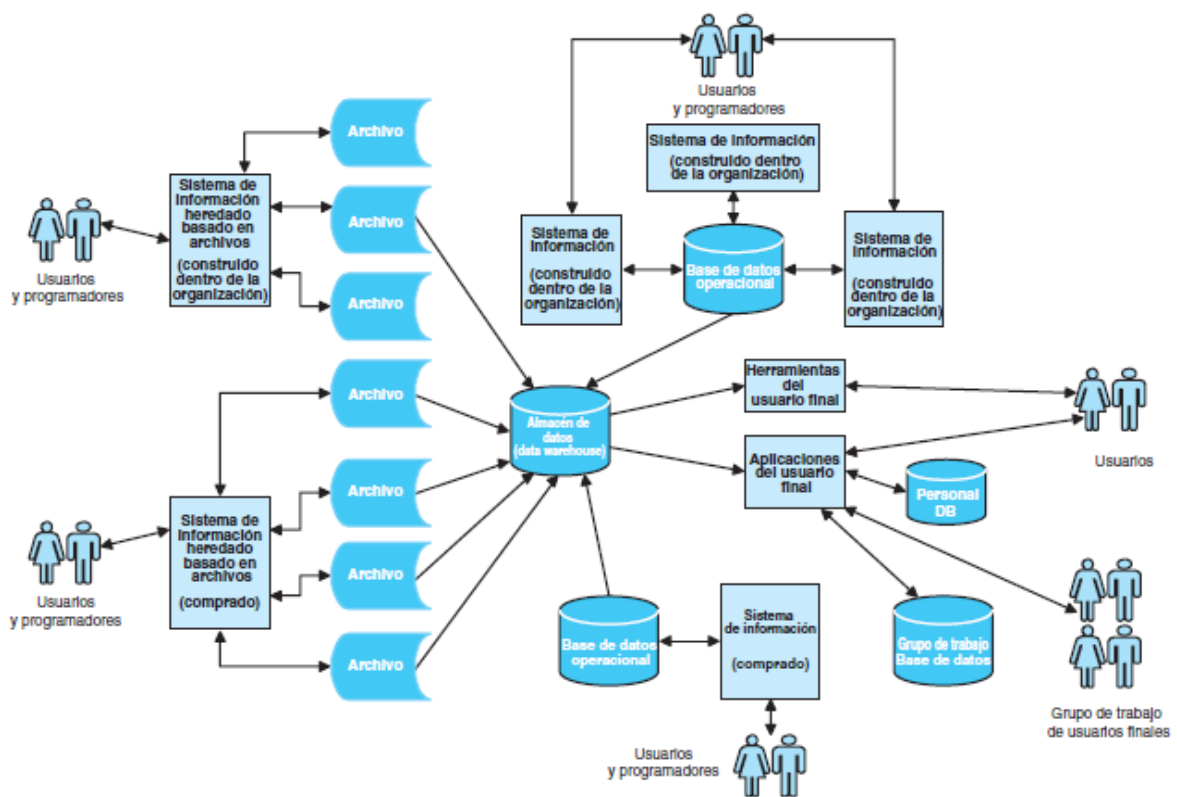 Usuarios
y programadores
Sistema de información
(construido dentro
de la organización)
Sistema de
información
(construido dentro
de la organización)
Base de datos
operacional
Sistema de
información
(construido dentro
de la organización)
Archivo
Archivo
Archivo
Sistema de
información
heredado
basado en
archivos
(construido
dentro de la
organización)
Usuarios
y programadores
Archivo
Archivo
Archivo
Archivo
Sistema de
información
heredado
basado en
archivos
(comprado)
Usuarios
y programadores
Almacén de
datos
(data warehouse)
Herramientas
del
usuario final
Aplicaciones
del usuario
final
Usuarios
Personal
DB
Base de datos
operacional
Sistema
de información
(comprado)
Grupo de trabajo
Base de datos
Grupo de trabajo
de usuarios finales
Usuarios
y programadores